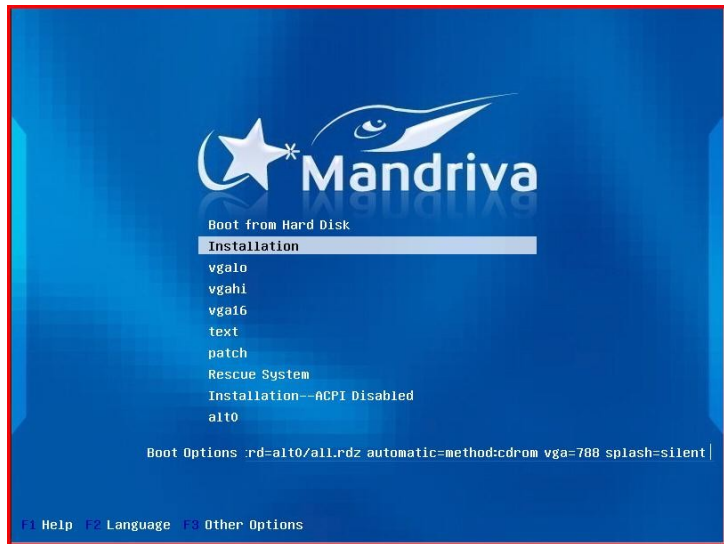 Mandriva
Boot from Hard Disk
Installation
vgalo
vgahi
vga16
text
patch
Rescue System
Installation--ACPI Disabled
alt0
Boot Options :rd=alt0/all.rdz automatic=method:cdrom vga=788 splash=silent
F1 Help F2 Language F3 Other Options